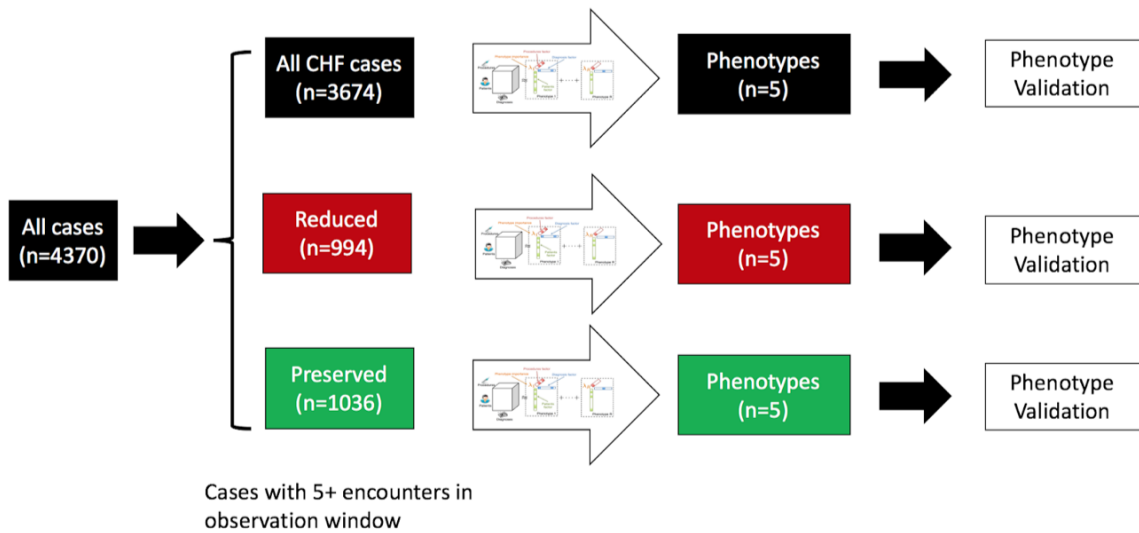 All CHF cases
(n=3674)
Phenotypes
(n=5)
Phenotype
Validation
All cases
(n=4370)
Reduced
(n=994)
Phenotypes
(n=5)
Phenotype
Validation
Preserved
(n=1036)
Phenotypes
(n=5)
Phenotype
Validation
Cases with 5+ encounters in
observation window